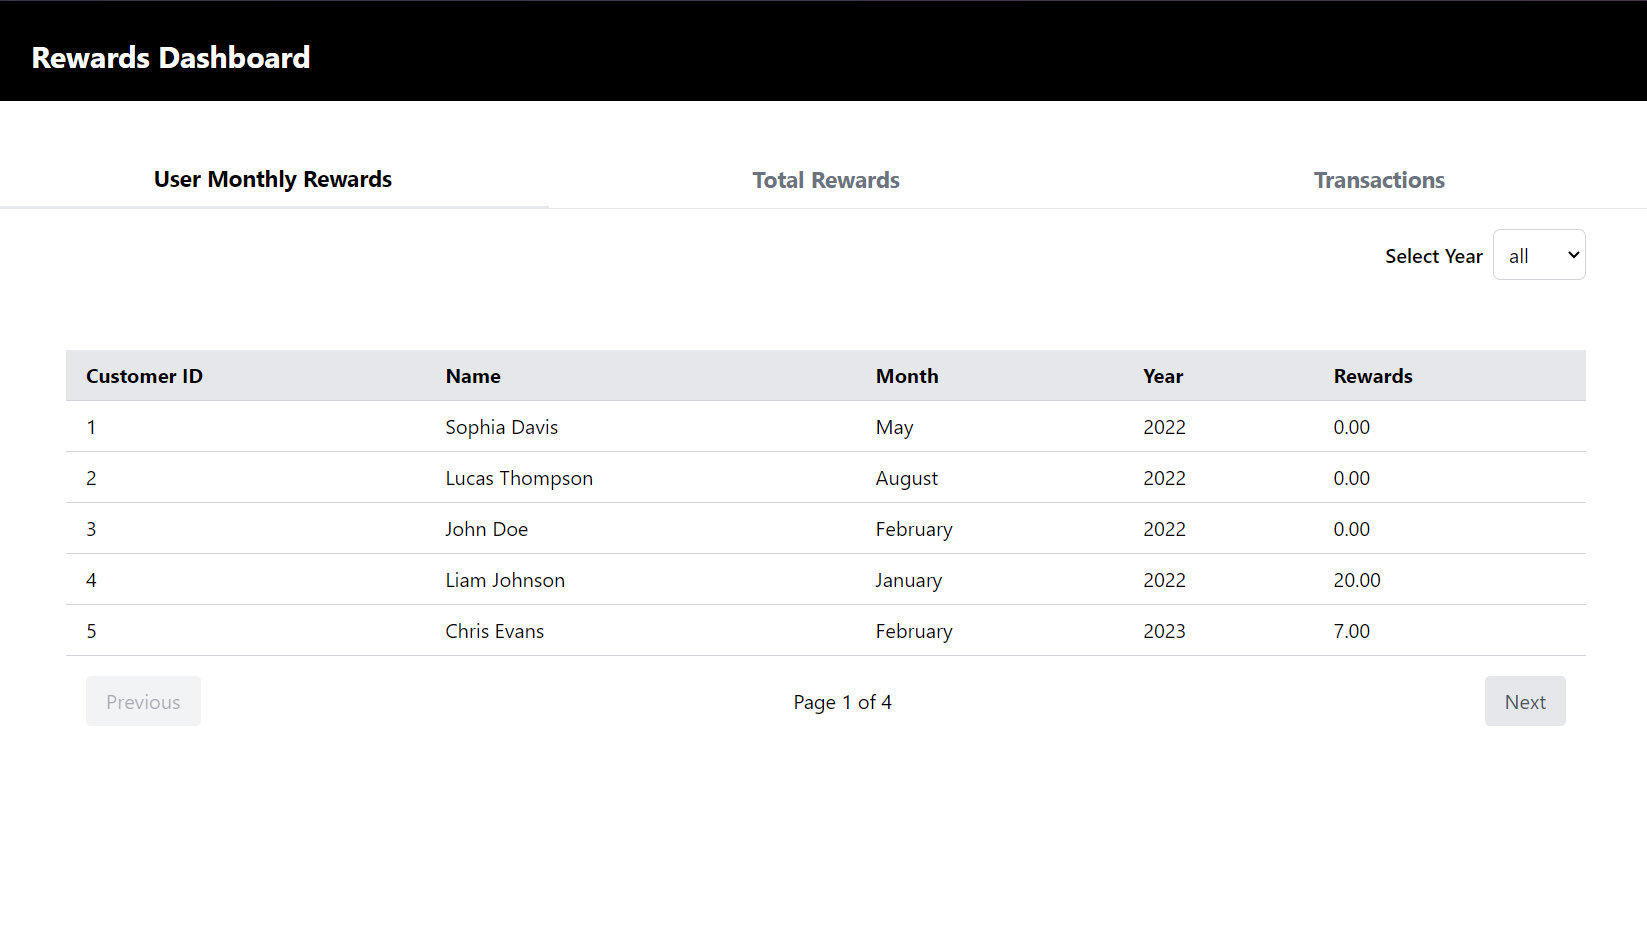 Rewards Dashboard
User Monthly Rewards Total Rewards Transactions
Select Year all
Customer ID Name Month Year Rewards
1 Sophia Davis May 2022 0.00
2 Lucas Thompson August 2022 0.00
3 John Doe February 2022 0.00
4 Liam Johnson January 2022 20.00
5 Chris Evans February 2023 7.00
Previous Page 1 of 4 Next